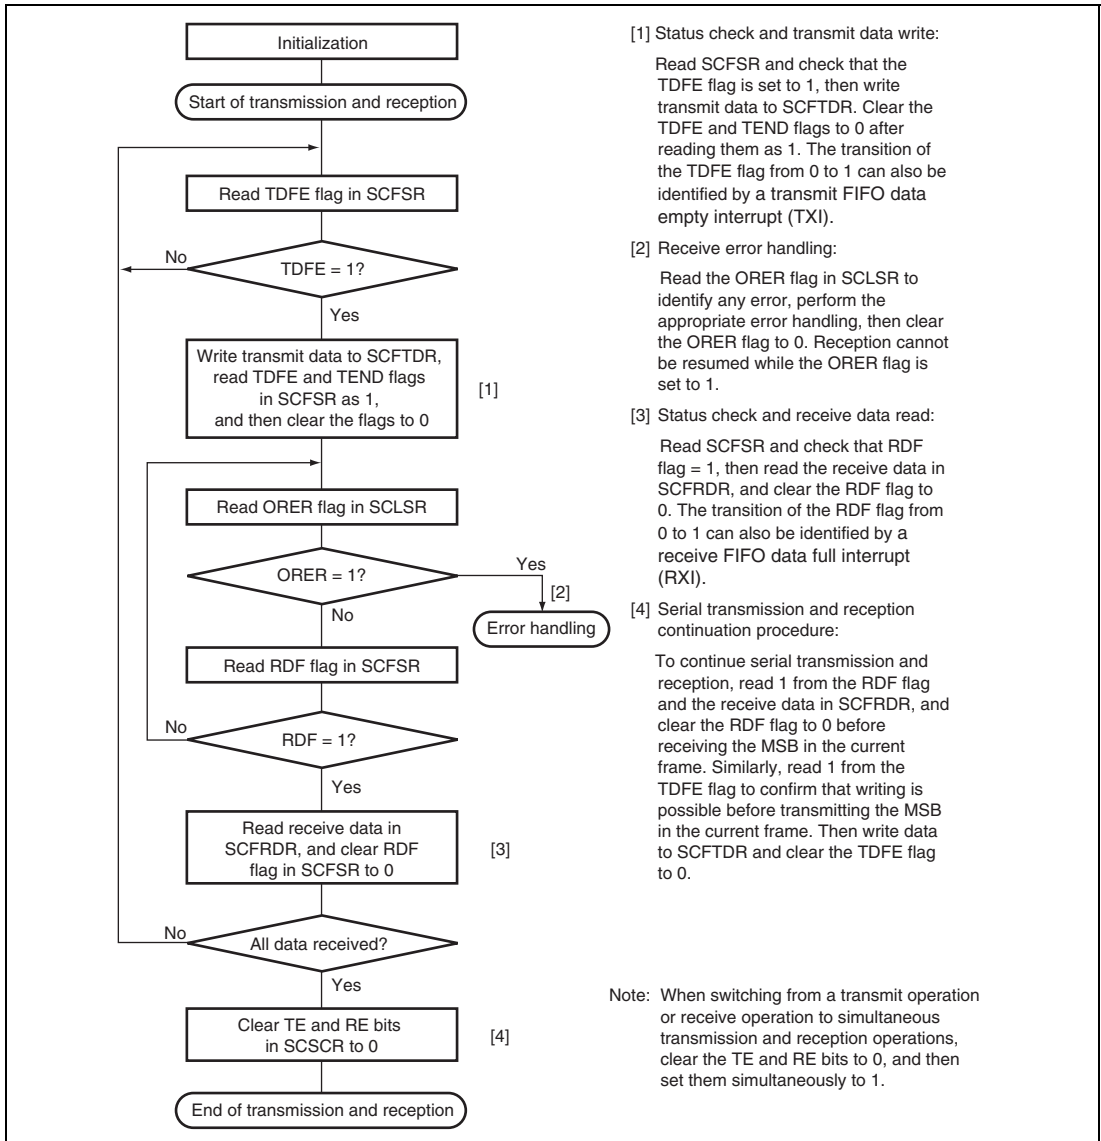 Initialization
Start of transmission and reception
Read TDFE flag in SCFSR
No
TDFE = 1?
Yes
Write transmit data to SCFTDR,
read TDFE and TEND flags
in SCFSR as 1,
and then clear the flags to 0
[1]
Read ORER flag in SCLSR
ORER = 1?
Yes
[2]
Error handling
No
Read RDF flag in SCFSR
No
RDF = 1?
Yes
Read receive data in
SCFRDR, and clear RDF
flag in SCFSR to 0
[3]
No
All data received?
Yes
Clear TE and RE bits
in SCSCR to 0
[4]
End of transmission and reception
[1] Status check and transmit data write:
Read SCFSR and check that the
TDFE flag is set to 1, then write
transmit data to SCFTDR. Clear the
TDFE and TEND flags to 0 after
reading them as 1. The transition of
the TDFE flag from 0 to 1 can also be
identified by a transmit FIFO data
empty interrupt (TXI).
[2] Receive error handling:
Read the ORER flag in SCLSR to
identify any error, perform the
appropriate error handling, then clear
the ORER flag to 0. Reception cannot
be resumed while the ORER flag is
set to 1.
[3] Status check and receive data read:
Read SCFSR and check that RDF
flag = 1, then read the receive data in
SCFRDR, and clear the RDF flag to
0. The transition of the RDF flag from
0 to 1 can also be identified by a
receive FIFO data full interrupt
(RXI).
[4] Serial transmission and reception
continuation procedure:
To continue serial transmission and
reception, read 1 from the RDF flag
and the receive data in SCFRDR, and
clear the RDF flag to 0 before
receiving the MSB in the current
frame. Similarly, read 1 from the
TDFE flag to confirm that writing is
possible before transmitting the MSB
in the current frame. Then write data
to SCFTDR and clear the TDFE flag
to 0.
Note: When switching from a transmit operation
or receive operation to simultaneous
transmission and reception operations,
clear the TE and RE bits to 0, and then
set them simultaneously to 1.